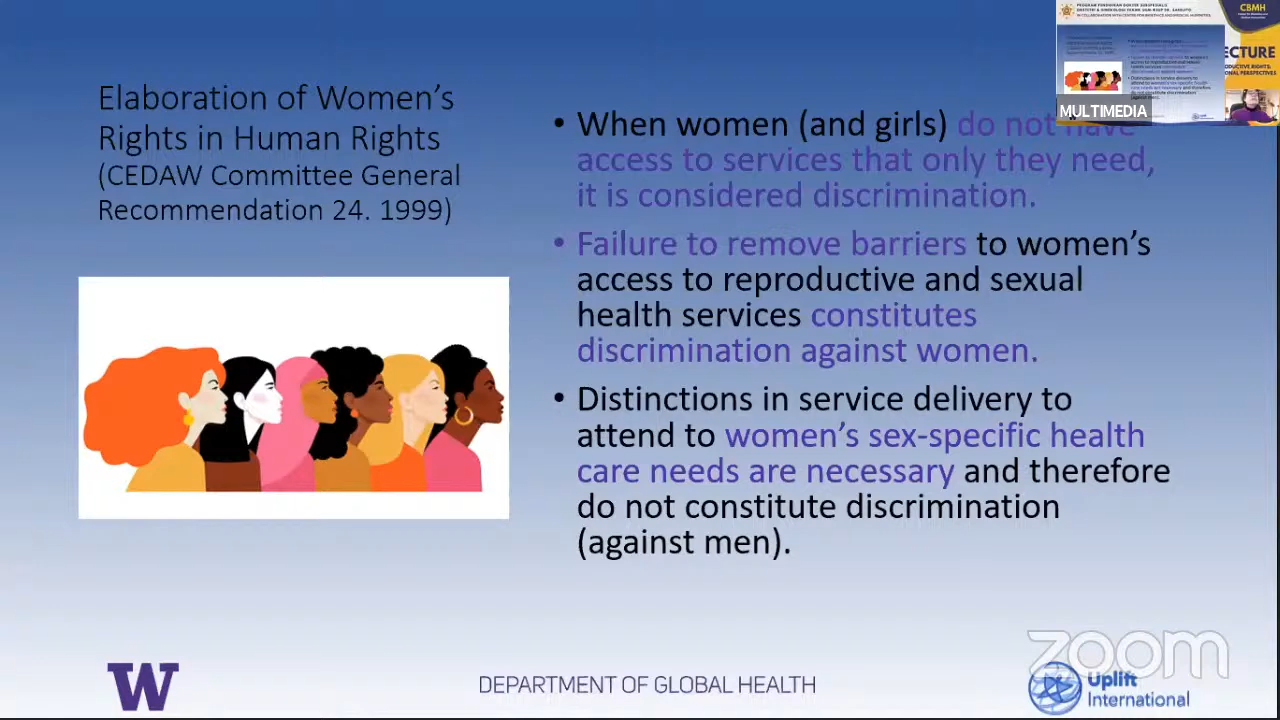 Elaboration of Women's
Rights in Human Rights
(CEDAW Committee General
Recommendation 24. 1999)
• When women (and girls) do not have
access to services that only they need,
it is considered discrimination.
• Failure to remove barriers to women's
access to reproductive and sexual
health services constitutes
discrimination against women.
• Distinctions in service delivery to
attend to women's sex-specific health
care needs are necessary and therefore
do not constitute discrimination
(against men).
CBMH
ECTURE
MULTIMEDIA
W
DEPARTMENT OF GLOBAL HEALTH
zoom
Uplift
International